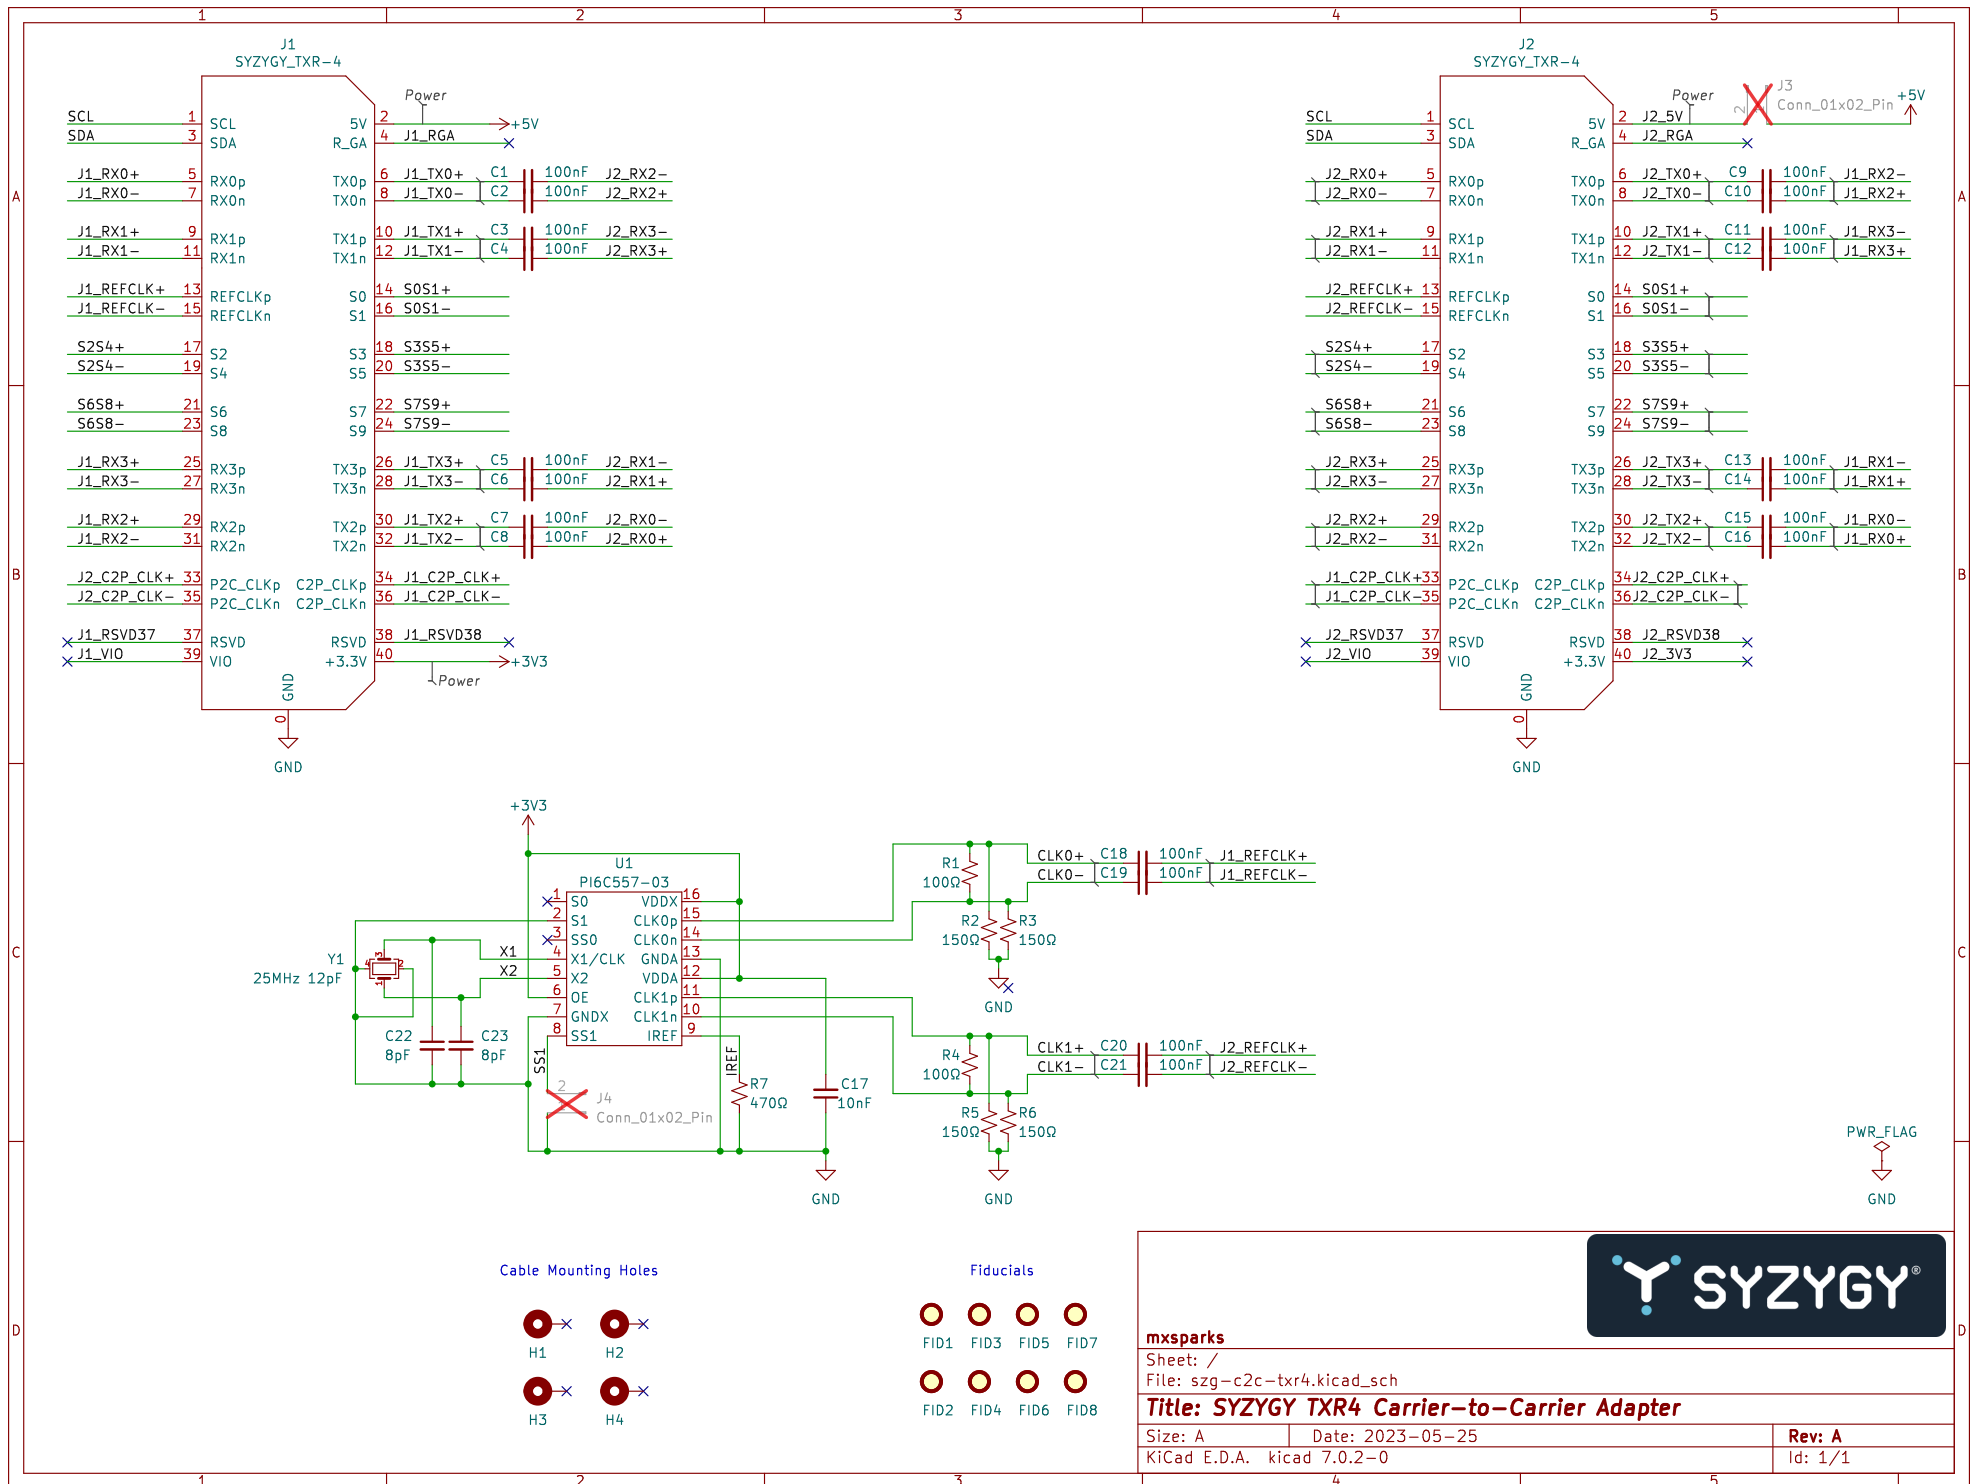 1 2 3 4 5
J1
SYZYGY_TXR-4
SCL 1 SCL 5V 2 Power +5V
SDA 3 SDA R_GA 4 J1_RGA
J1_RX0+ 5 RX0p TX0p 6 J1_TX0+ C1 100nF J2_RX2-
J1_RX0- 7 RX0n TX0n 8 J1_TX0- C2 100nF J2_RX2+
J1_RX1+ 9 RX1p TX1p 10 J1_TX1+ C3 100nF J2_RX3-
J1_RX1- 11 RX1n TX1n 12 J1_TX1- C4 100nF J2_RX3+
J1_REFCLK+ 13 REFCLKp S0 14 S0S1+
J1_REFCLK- 15 REFCLKn S1 16 S0S1-
S2S4+ 17 S2 S3 18 S3S5+
S2S4- 19 S4 S5 20 S3S5-
S6S8+ 21 S6 S7 22 S7S9+
S6S8- 23 S8 S9 24 S7S9-
J1_RX3+ 25 RX3p TX3p 26 J1_TX3+ C5 100nF J2_RX1-
J1_RX3- 27 RX3n TX3n 28 J1_TX3- C6 100nF J2_RX1+
J1_RX2+ 29 RX2p TX2p 30 J1_TX2+ C7 100nF J2_RX0-
J1_RX2- 31 RX2n TX2n 32 J1_TX2- C8 100nF J2_RX0+
J2_C2P_CLK+ 33 P2C_CLKp C2P_CLKp 34 J1_C2P_CLK+
J2_C2P_CLK- 35 P2C_CLKn C2P_CLKn 36 J1_C2P_CLK-
J1_RSVD37 37 RSVD RSVD 38 J1_RSVD38
J1_VIO 39 VIO +3.3V 40 +3V3
Power
GND
0
GND
J2
SYZYGY_TXR-4
SCL 1 SCL 5V 2 J2_5V Power 2 J3 Conn_01x02_Pin +5V
SDA 3 SDA R_GA 4 J2_RGA
J2_RX0+ 5 RX0p TX0p 6 J2_TX0+ C9 100nF J1_RX2-
J2_RX0- 7 RX0n TX0n 8 J2_TX0- C10 100nF J1_RX2+
J2_RX1+ 9 RX1p TX1p 10 J2_TX1+ C11 100nF J1_RX3-
J2_RX1- 11 RX1n TX1n 12 J2_TX1- C12 100nF J1_RX3+
J2_REFCLK+ 13 REFCLKp S0 14 S0S1+
J2_REFCLK- 15 REFCLKn S1 16 S0S1-
S2S4+ 17 S2 S3 18 S3S5+
S2S4- 19 S4 S5 20 S3S5-
S6S8+ 21 S6 S7 22 S7S9+
S6S8- 23 S8 S9 24 S7S9-
J2_RX3+ 25 RX3p TX3p 26 J2_TX3+ C13 100nF J1_RX1-
J2_RX3- 27 RX3n TX3n 28 J2_TX3- C14 100nF J1_RX1+
J2_RX2+ 29 RX2p TX2p 30 J2_TX2+ C15 100nF J1_RX0-
J2_RX2- 31 RX2n TX2n 32 J2_TX2- C16 100nF J1_RX0+
J1_C2P_CLK+ 33 P2C_CLKp C2P_CLKp 34 J2_C2P_CLK+
J1_C2P_CLK- 35 P2C_CLKn C2P_CLKn 36 J2_C2P_CLK-
J2_RSVD37 37 RSVD RSVD 38 J2_RSVD38
J2_VIO 39 VIO +3.3V 40 J2_3V3
GND
0
GND
A A
B B
C C
D D
+3V3
U1
PI6C557-03
1 S0 VDDX 16
2 S1 CLK0p 15
3 SS0 CLK0n 14
X1 4 X1/CLK GNDA 13
X2 5 X2 VDDA 12
6 OE CLK1p 11
7 GNDX CLK1n 10
8 SS1 IREF 9
Y1
25MHz 12pF
4 3 2 1
C22
8pF
C23
8pF
SS1
2
J4
Conn_01x02_Pin
IREF
R7
470Ω
C17
10nF
GND
R1
100Ω
R2
150Ω
R3
150Ω
GND
CLK0+ C18 100nF J1_REFCLK+
CLK0- C19 100nF J1_REFCLK-
R4
100Ω
R5
150Ω
R6
150Ω
GND
CLK1+ C20 100nF J2_REFCLK+
CLK1- C21 100nF J2_REFCLK-
PWR_FLAG
GND
Cable Mounting Holes
H1 H2
H3 H4
Fiducials
FID1 FID3 FID5 FID7
FID2 FID4 FID6 FID8
SYZYGY®
mxsparks
Sheet: /
File: szg-c2c-txr4.kicad_sch
Title: SYZYGY TXR4 Carrier-to-Carrier Adapter
Size: A Date: 2023-05-25 Rev: A
KiCad E.D.A. kicad 7.0.2-0 Id: 1/1
1 2 3 4 5